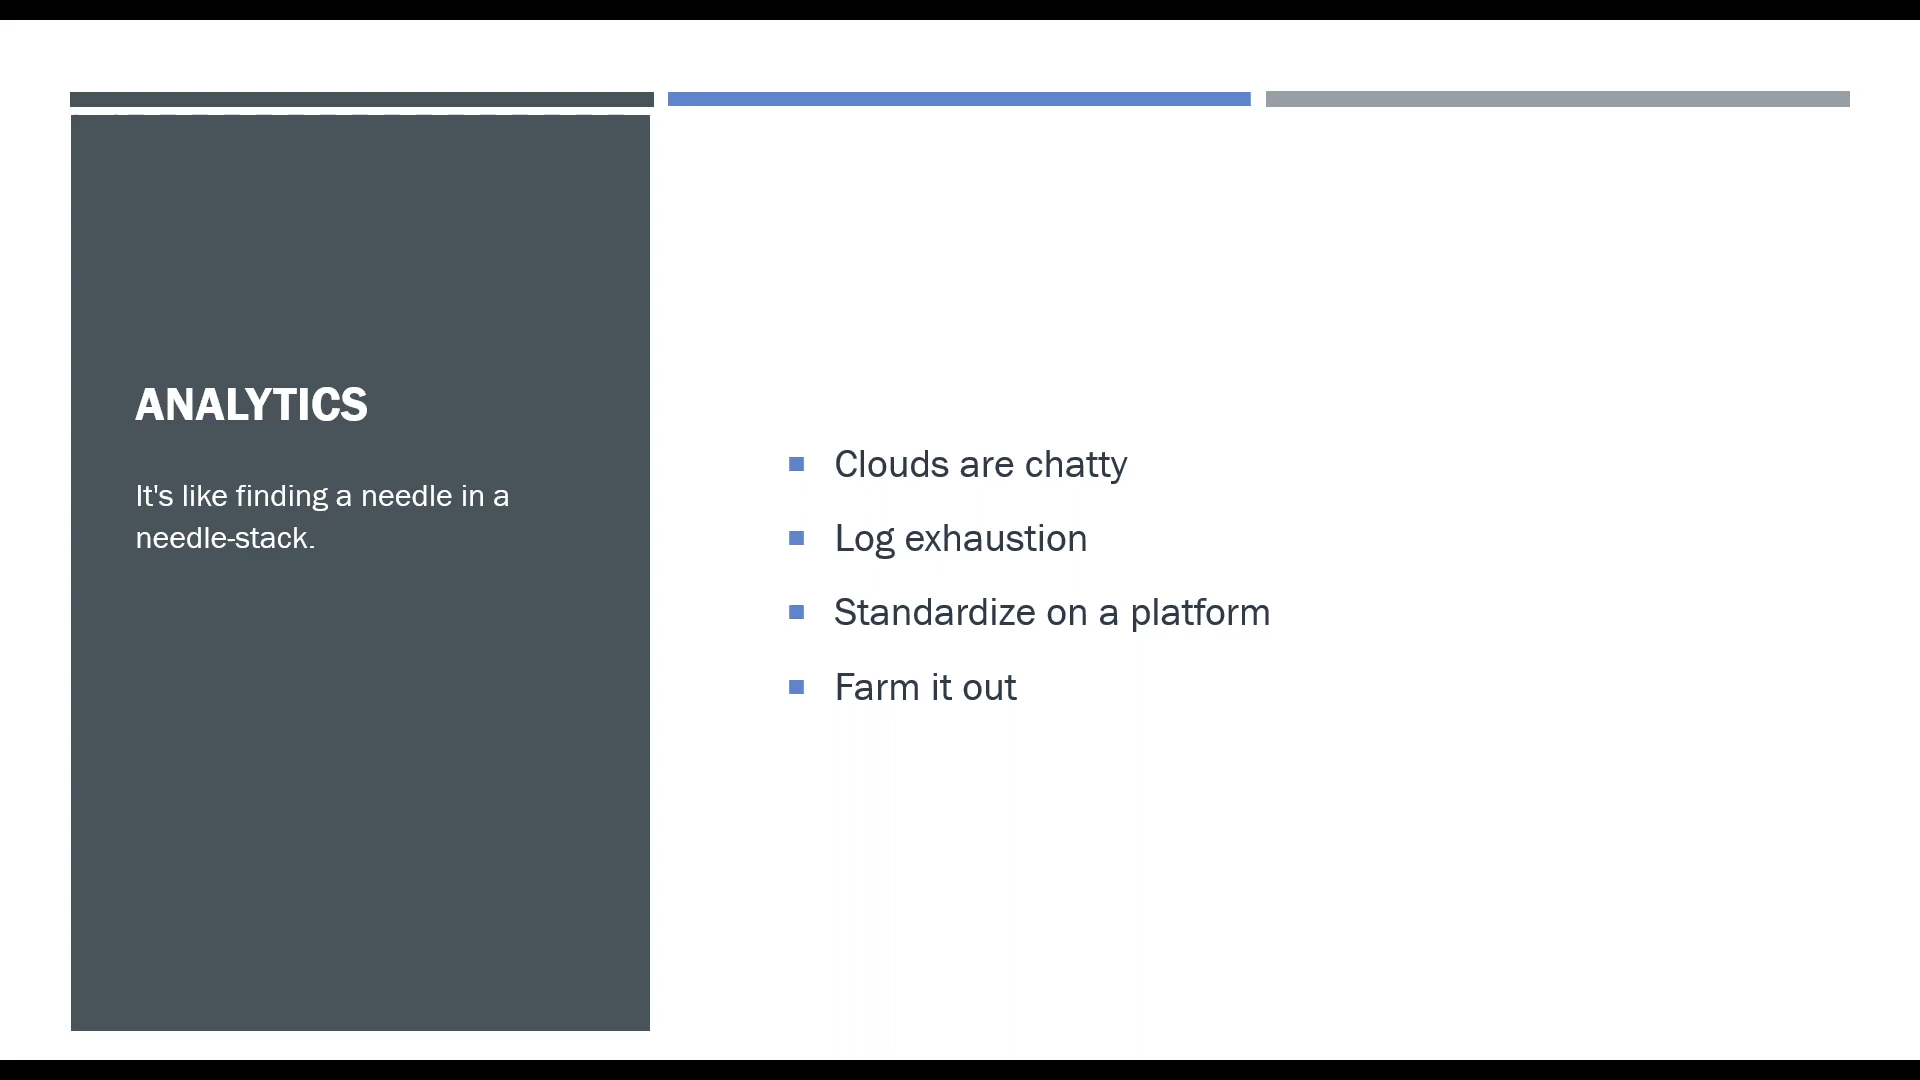 ANALYTICS
It's like finding a needle in a
needle-stack.
Clouds are chatty
Log exhaustion
Standardize on a platform
Farm it out